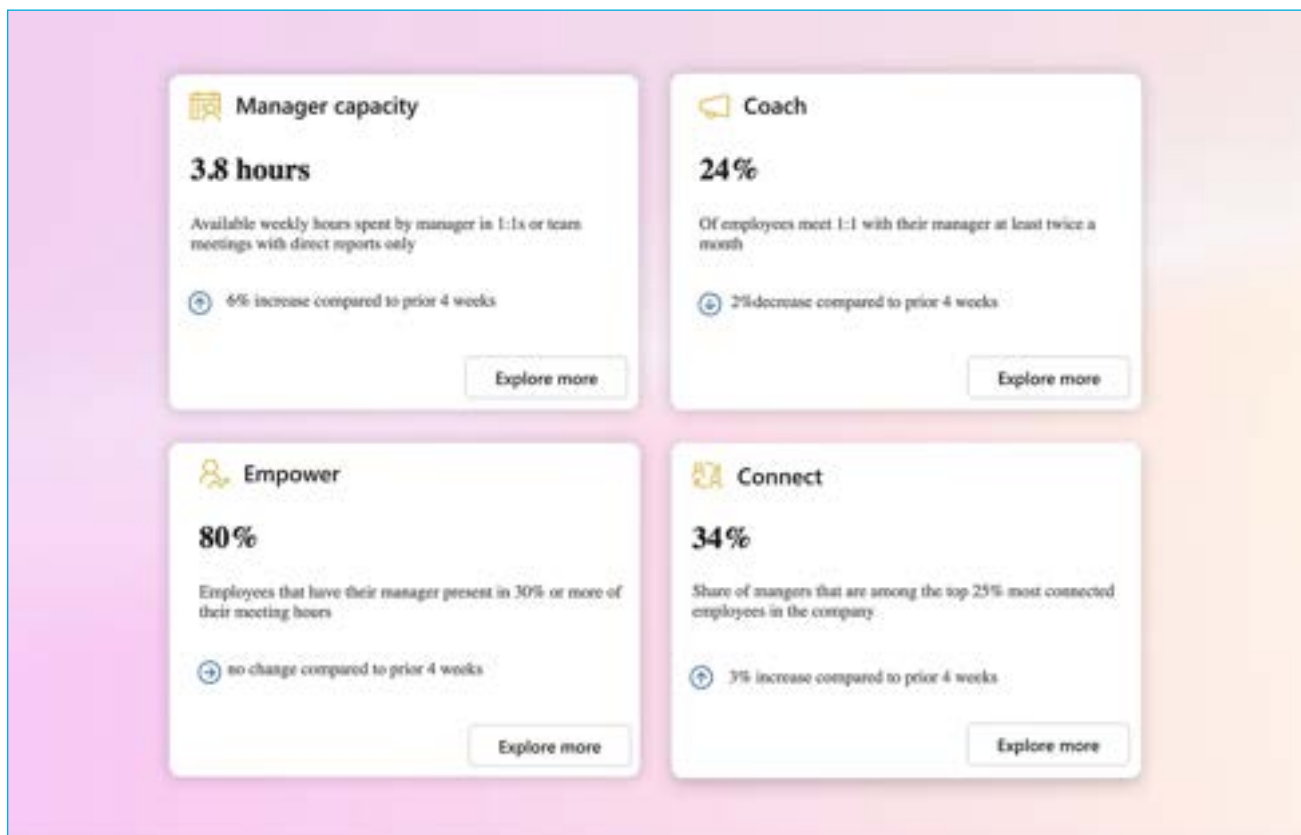 Manager capacity
3.8 hours
Available weekly hours spent by manager in 1:1s or team
meetings with direct reports only
6% increase compared to prior 4 weeks
Explore more
Coach
24%
Of employees meet 1:1 with their manager at least twice a
month
2%decrease compared to prior 4 weeks
Explore more
Empower
80%
Employees that have their manager present in 30% or more of
their meeting hours
no change compared to prior 4 weeks
Explore more
Connect
34%
Share of mangers that are among the top 25% most connected
employees in the company
3% increase compared to prior 4 weeks
Explore more